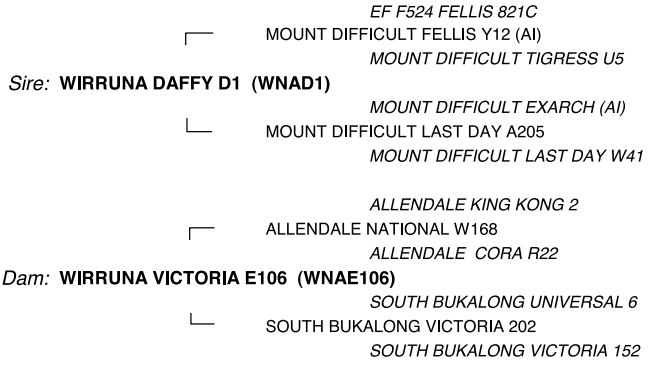 EF F524 FELLIS 821C
MOUNT DIFFICULT FELLIS Y12 (AI)
MOUNT DIFFICULT TIGRESS U5
Sire: WIRRUNA DAFFY D1 (WNAD1)
MOUNT DIFFICULT EXARCH (AI)
MOUNT DIFFICULT LAST DAY A205
MOUNT DIFFICULT LAST DAY W41
ALLENDALE KING KONG 2
ALLENDALE NATIONAL W168
ALLENDALE CORA R22
Dam: WIRRUNA VICTORIA E106 (WNAE106)
SOUTH BUKALONG UNIVERSAL 6
SOUTH BUKALONG VICTORIA 202
SOUTH BUKALONG VICTORIA 152